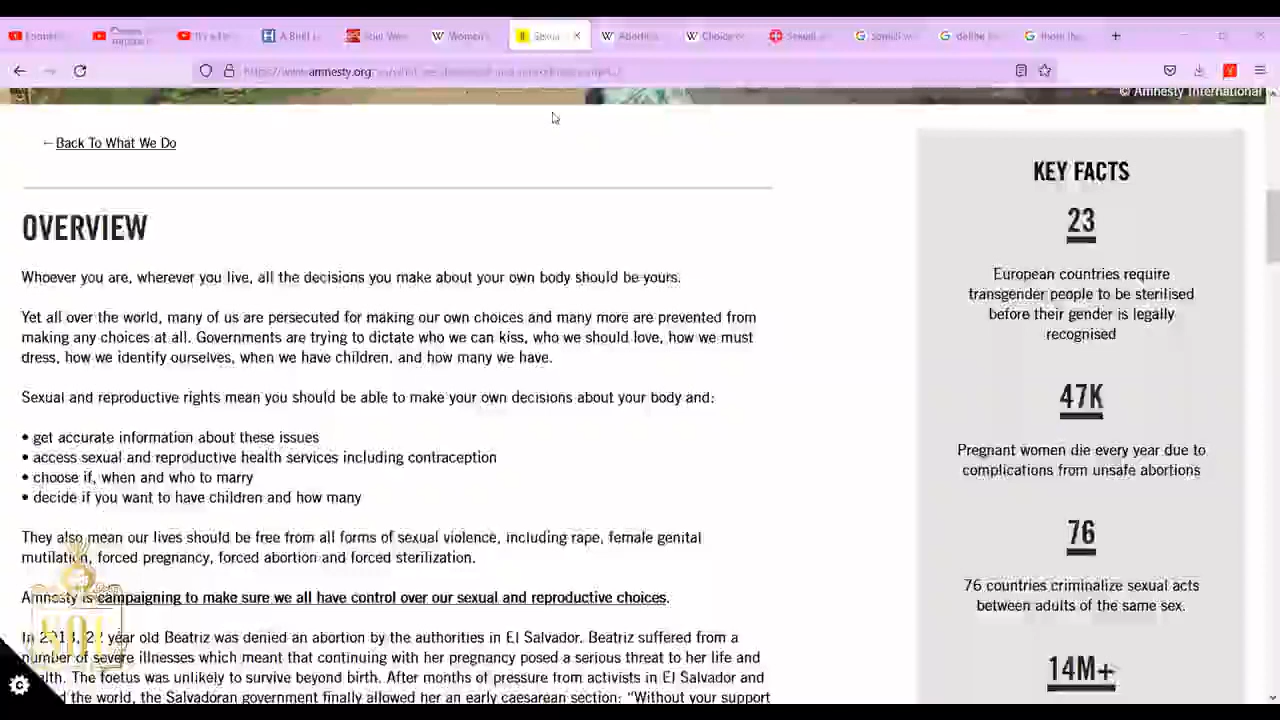 Women's
Sexu
Aborti
Choice
Sexual
define
https://www.amnesty.org
© Amnesty International
←Back To What We Do
OVERVIEW
Whoever you are, wherever you live, all the decisions you make about your own body should be yours.
Yet all over the world, many of us are persecuted for making our own choices and many more are prevented from
making any choices at all. Governments are trying to dictate who we can kiss, who we should love, how we must
dress, how we identify ourselves, when we have children, and how many we have.
Sexual and reproductive rights mean you should be able to make your own decisions about your body and:
• get accurate information about these issues
• access sexual and reproductive health services including contraception
• choose if, when and who to marry
• decide if you want to have children and how many
They also mean our lives should be free from all forms of sexual violence, including rape, female genital
mutilation, forced pregnancy, forced abortion and forced sterilization.
Amnesty is campaigning to make sure we all have control over our sexual and reproductive choices.
In year old Beatriz was denied an abortion by the authorities in El Salvador. Beatriz suffered from a
number of severe illnesses which meant that continuing with her pregnancy posed a serious threat to her life and
The foetus was unlikely to survive beyond birth. After months of pressure from activists in El Salvador and
the world, the Salvadoran government finally allowed her an early caesarean section: “Without your support
KEY FACTS
23
European countries require
transgender people to be sterilised
before their gender is legally
recognised
47K
Pregnant women die every year due to
complications from unsafe abortions
76
76 countries criminalize sexual acts
between adults of the same sex.
14M+